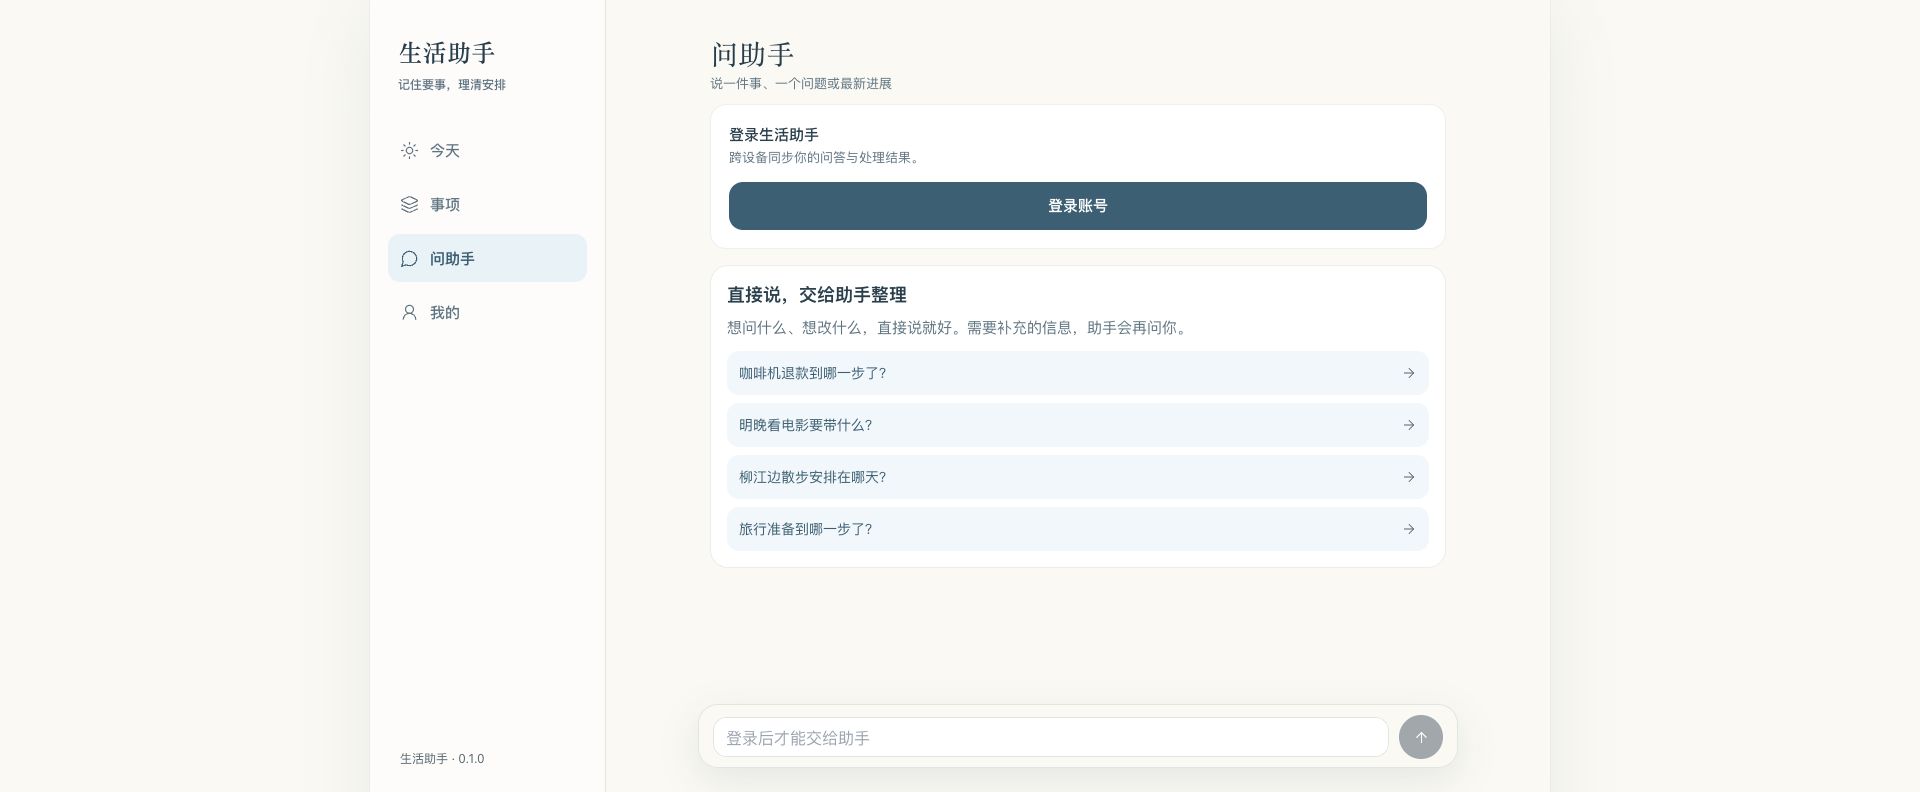 生活助手
记住要事，理清安排
今天
事项
问助手
我的
生活助手 · 0.1.0
问助手
说一件事、一个问题或最新进展
登录生活助手
跨设备同步你的问答与处理结果。
登录账号
直接说，交给助手整理
想问什么、想改什么，直接说就好。需要补充的信息，助手会再问你。
咖啡机退款到哪一步了？
明晚看电影要带什么？
柳江边散步安排在哪天？
旅行准备到哪一步了？
登录后才能交给助手